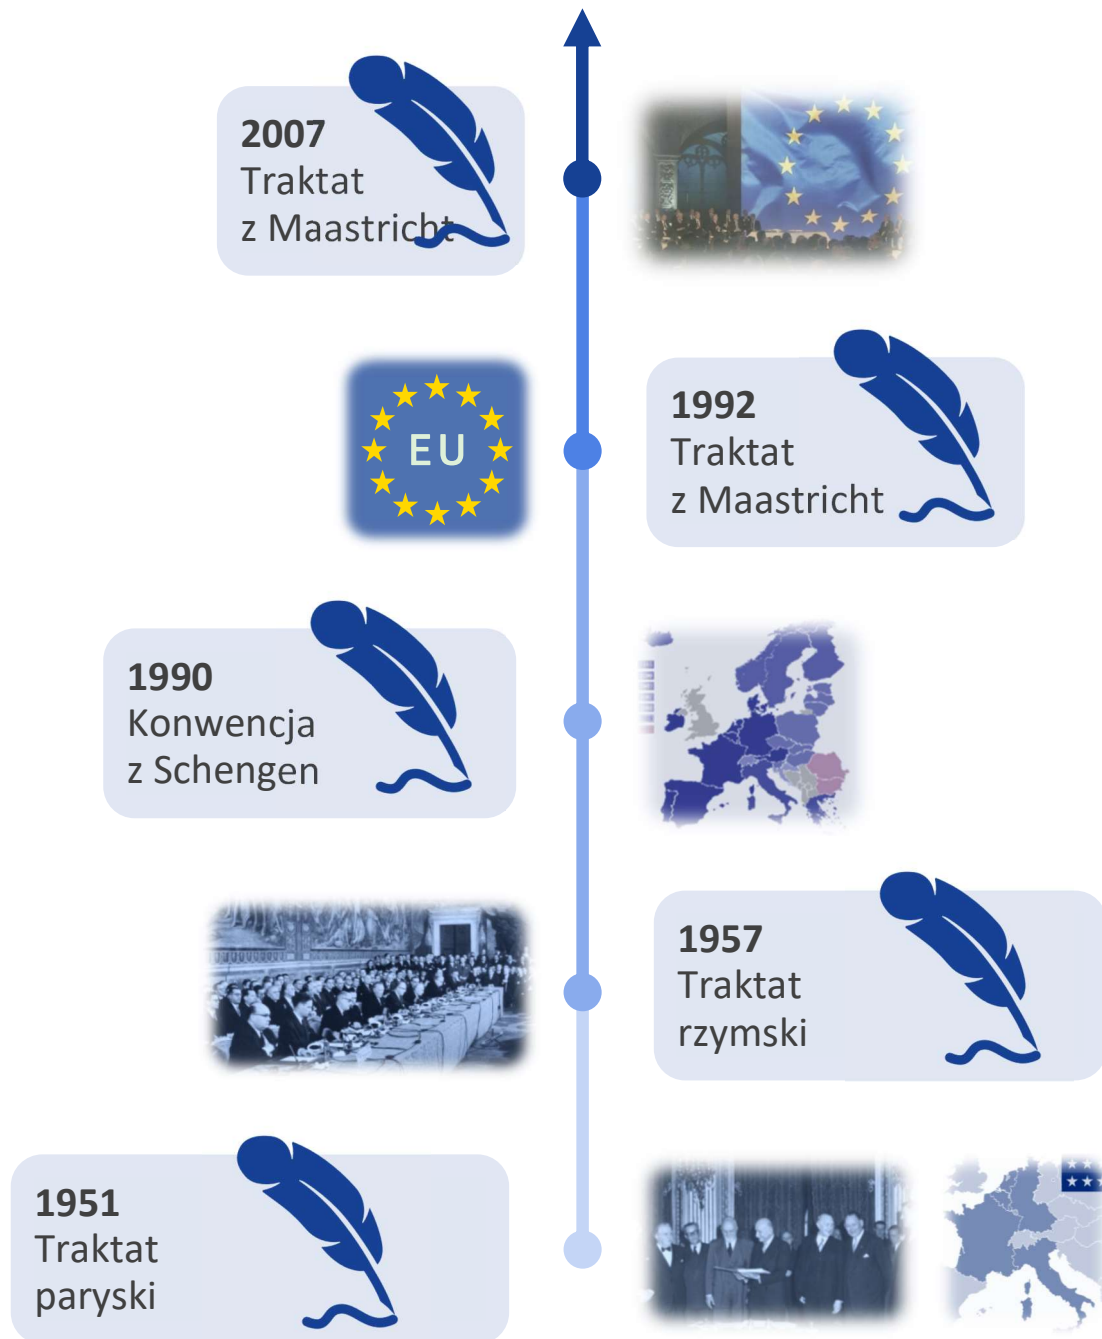 2007
Traktat
z Maastricht
EU
1992
Traktat
z Maastricht
1990
Konwencja
z Schengen
1957
Traktat
rzymski
1951
Traktat
paryski